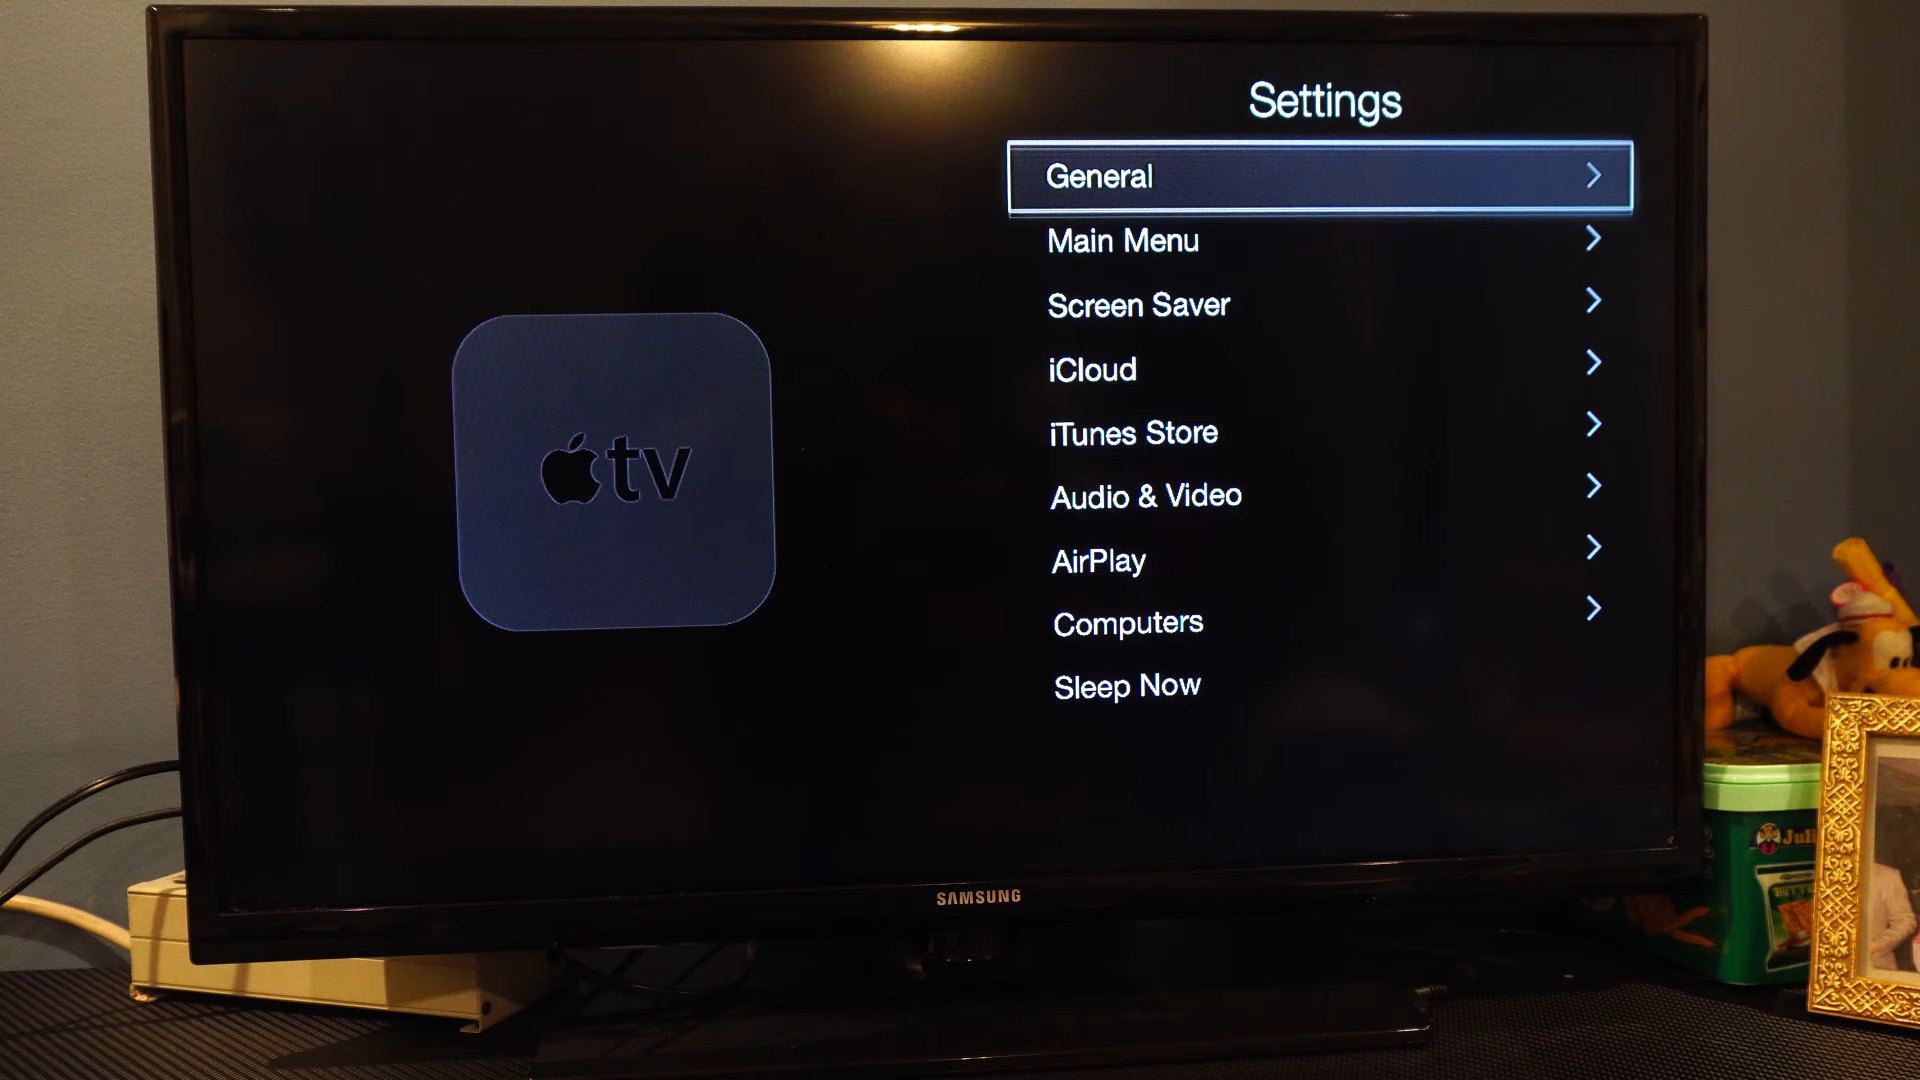 Settings
General
Main Menu
Screen Saver
iCloud
iTunes Store
Audio & Video
AirPlay
Computers
Sleep Now
tv
SAMSUNG